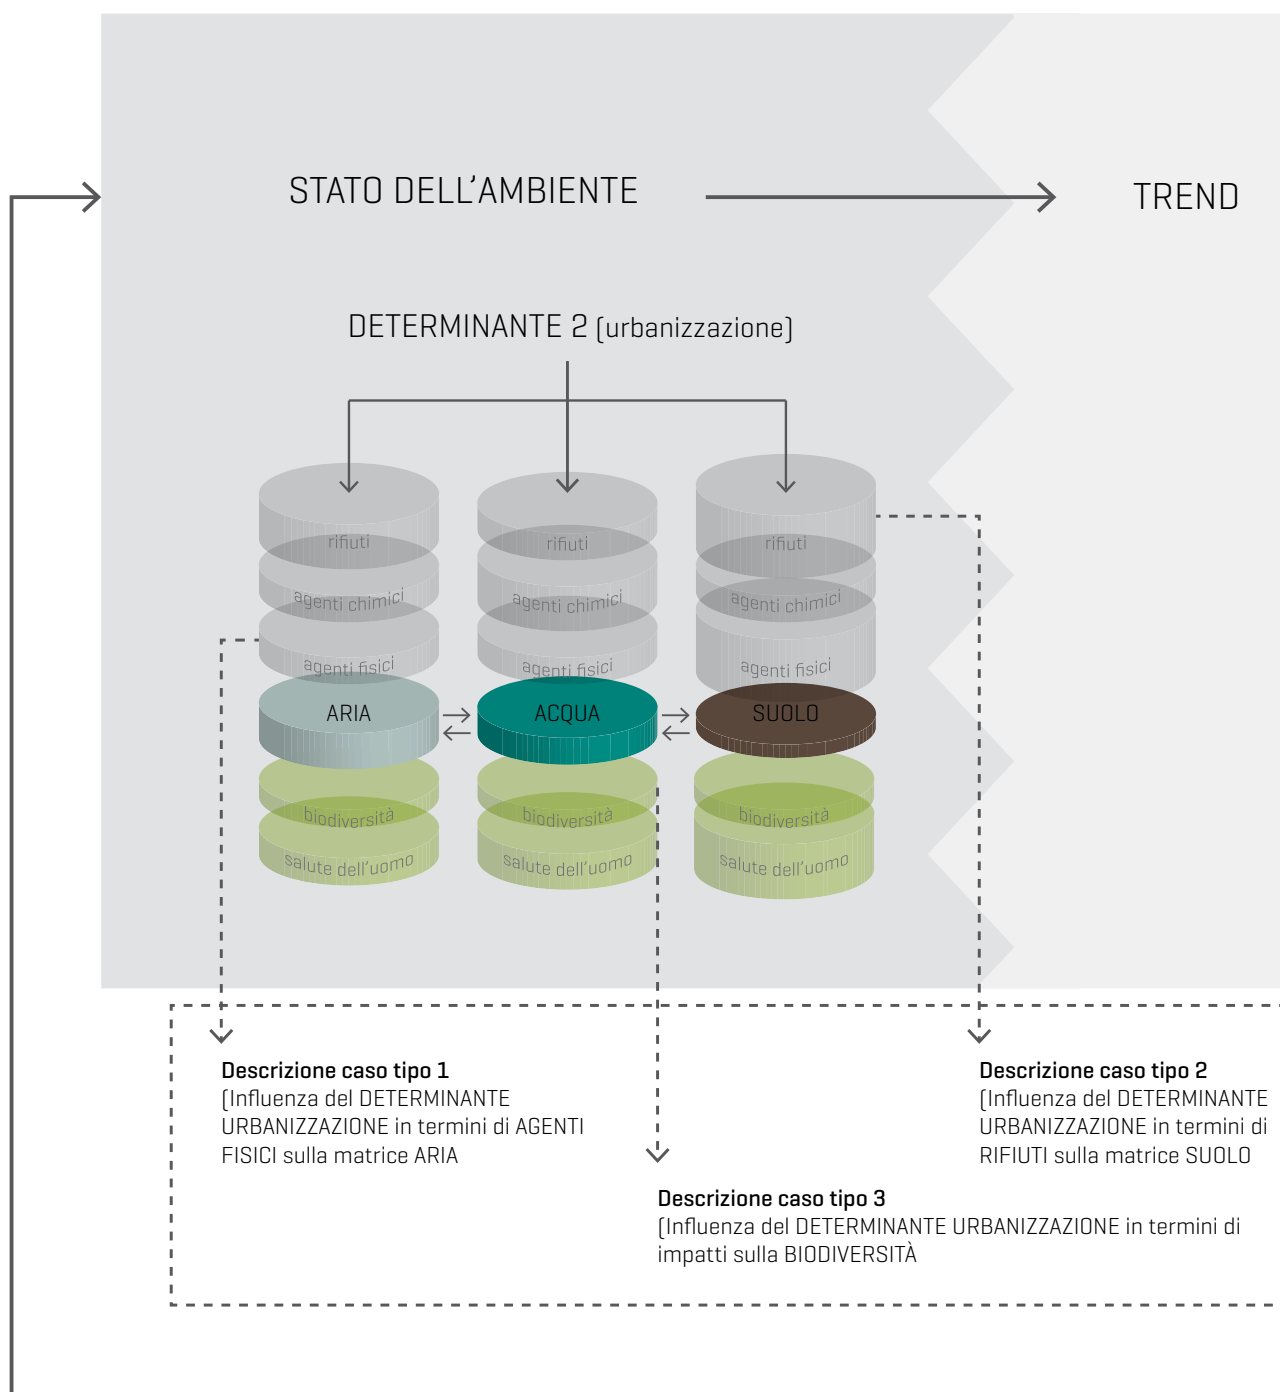 STATO DELL'AMBIENTE
TREND
DETERMINANTE 2 (urbanizzazione)
rifiuti
rifiuti
rifiuti
agenti chimici
agenti chimici
agenti chimici
agenti fisici
agenti fisici
agenti fisici
ARIA
ACQUA
SUOLO
biodiversità
biodiversità
biodiversità
salute dell'uomo
salute dell'uomo
salute dell'uomo
Descrizione caso tipo 1
(Influenza del DETERMINANTE
URBANIZZAZIONE in termini di AGENTI
FISICI sulla matrice ARIA
Descrizione caso tipo 2
(Influenza del DETERMINANTE
URBANIZZAZIONE in termini di
RIFIUTI sulla matrice SUOLO
Descrizione caso tipo 3
(Influenza del DETERMINANTE URBANIZZAZIONE in termini di
impatti sulla BIODIVERSITÀ